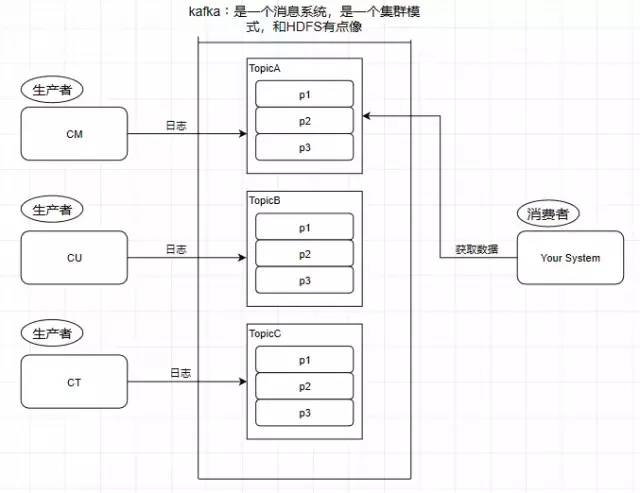 kafka：是一个消息系统，是一个集群模
式，和HDFS有点像
TopicA
生产者
p1
CM
日志
p2
p3
TopicB
生产者
p1
消费者
CU
日志
p2
获取数据
Your System
p3
生产者
TopicC
p1
CT
日志
p2
p3